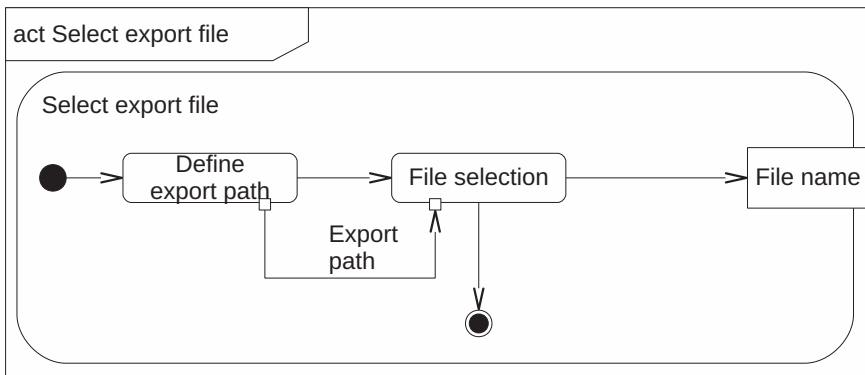 act Select export file
Select export file
Define
export path
File selection
File name
Export
path